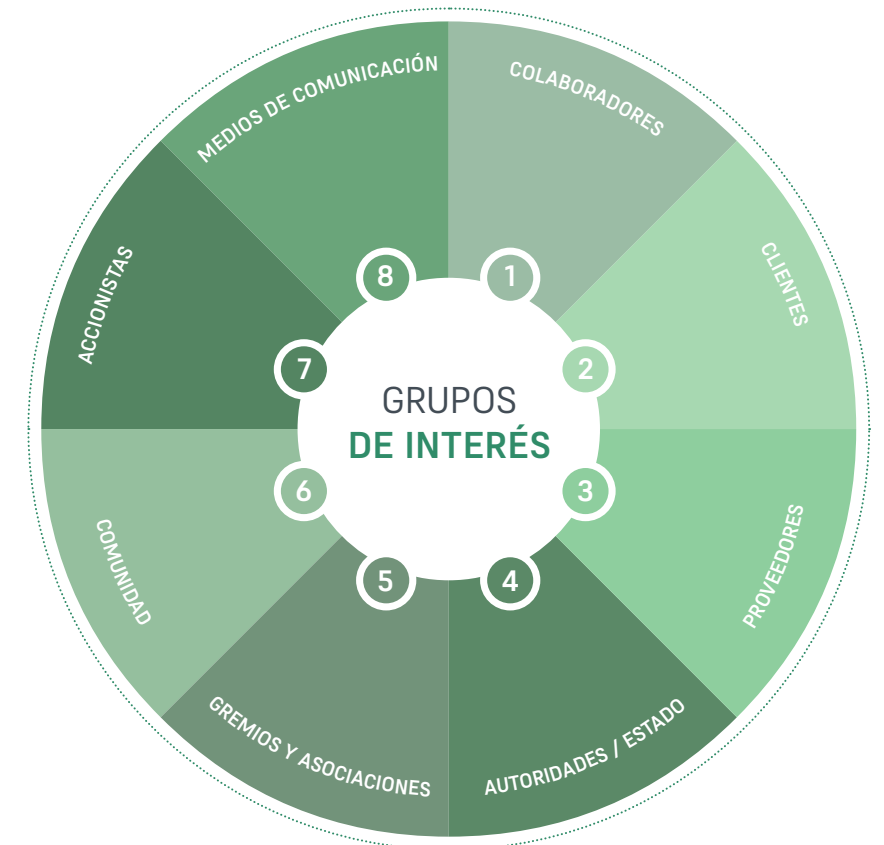 GRUPOS
DE INTERÉS
1
COLABORADORES
2
CLIENTES
3
PROVEEDORES
4
AUTORIDADES / ESTADO
5
GREMIOS Y ASOCIACIONES
6
COMUNIDAD
7
ACCIONISTAS
8
MEDIOS DE COMUNICACIÓN